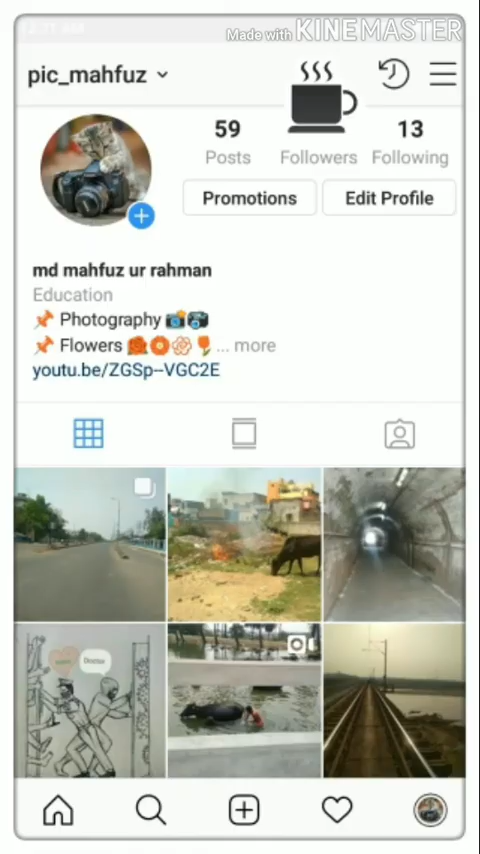 Made with KINEMASTER
pic_mahfuz
59
13
Posts
Followers
Following
Promotions
Edit Profile
md mahfuz ur rahman
Education
📌 Photography 📸📷
📌 Flowers 🌹🌻🌸🌷... more
youtu.be/ZGSp--VGC2E
Doctor